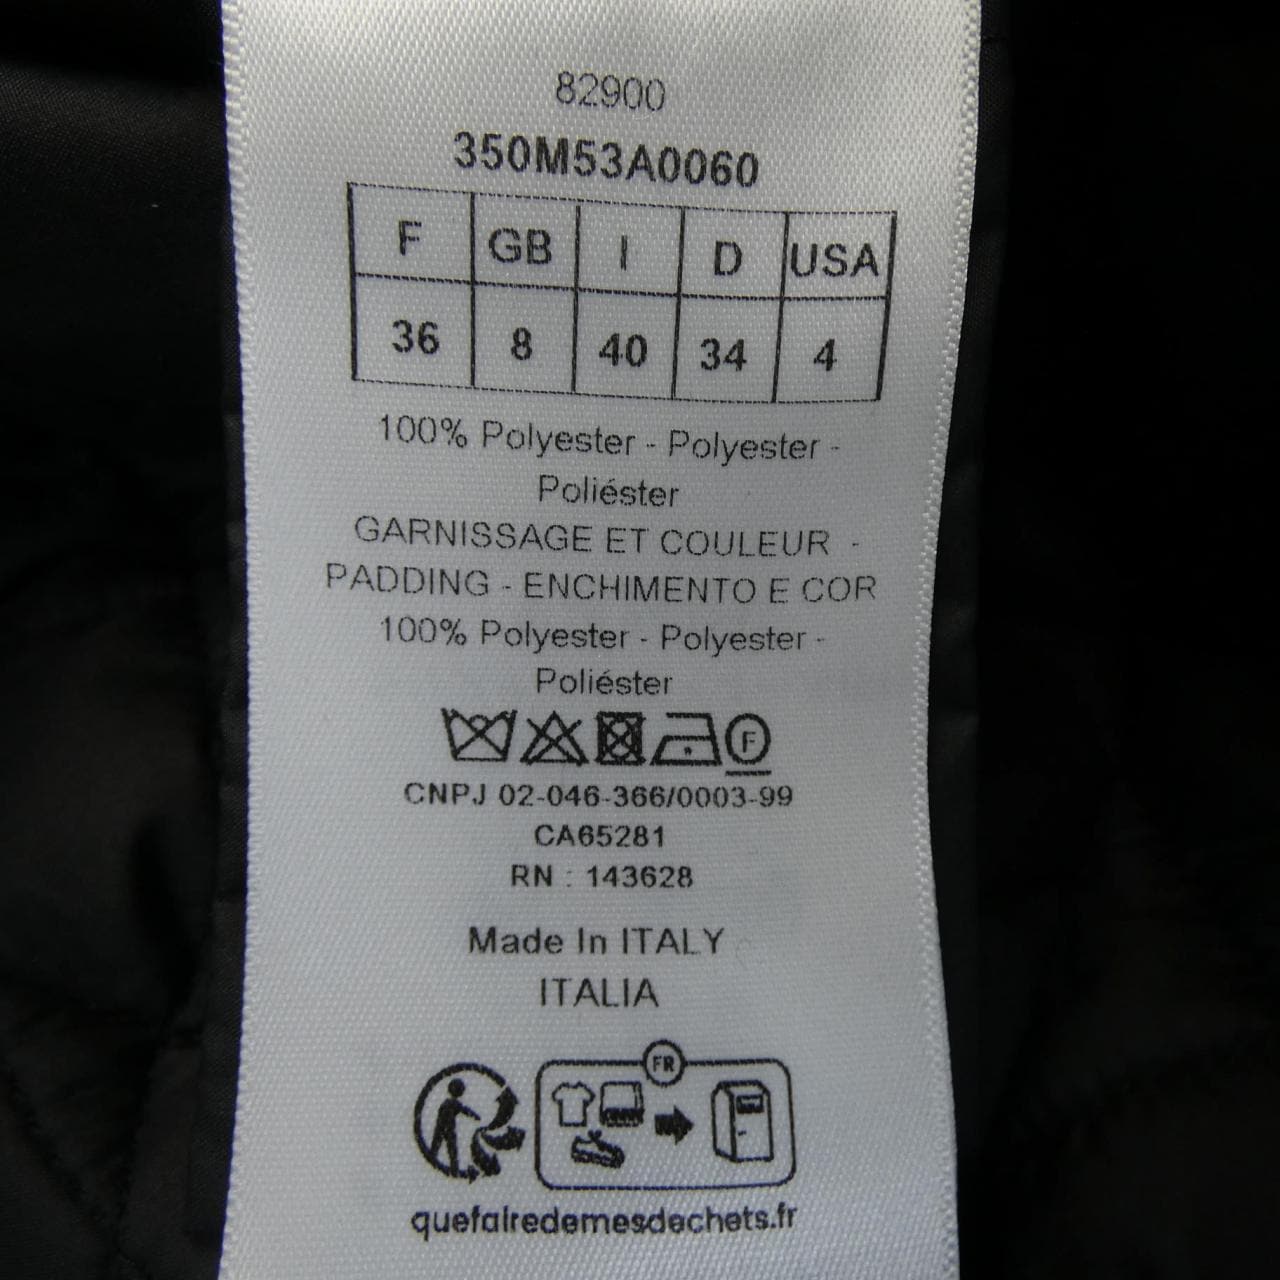 82900
350M53A0060
F GB I D USA
36 8 40 34 4
100% Polyester - Polyester -
Poliéster
GARNISSAGE ET COULEUR -
PADDING - ENCHIMENTO E COR
100% Polyester - Polyester -
Poliéster
F
CNPJ 02-046-366/0003-99
CA65281
RN : 143628
Made In ITALY
ITALIA
FR
quefairedemesdechets.fr